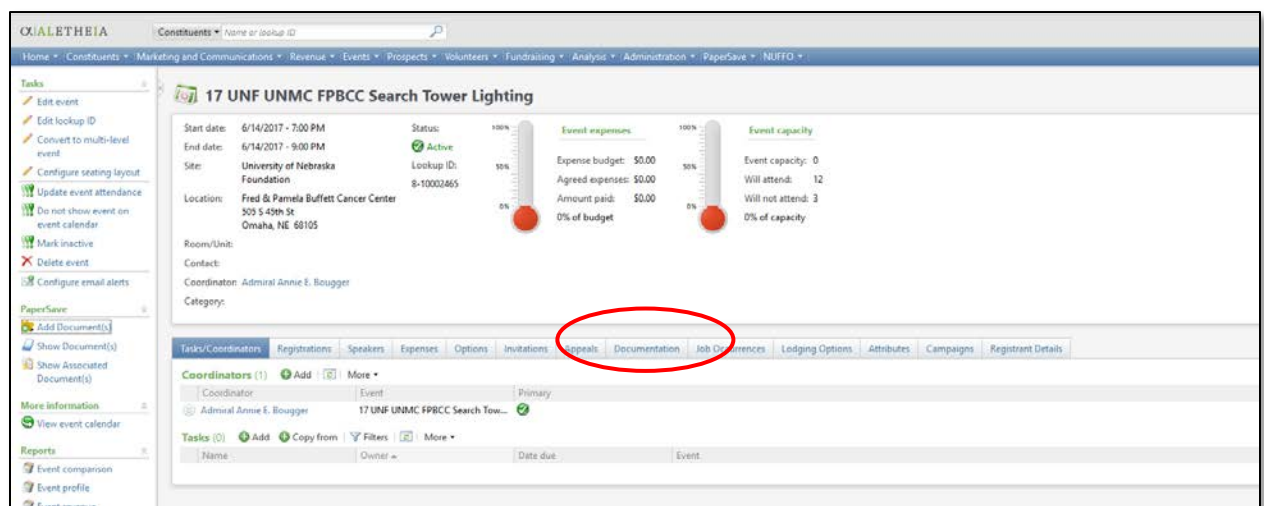 ALETHEIA
Constituents Name or lookup ID
Home Constituents Marketing and Communications Revenue Events Prospects Volunteers Fundraising Analysis Administration PaperSave NUFFO
Tasks
Edit event
Edit lookup ID
Convert to multi-level
event
Configure seating layout
Update event attendance
Do not show event on
event calendar
Mark inactive
Delete event
Configure email alerts
PaperSave
Add Document(s)
Show Document(s)
Show Associated
Document(s)
More information
View event calendar
Reports
Event comparison
Event profile
17 UNF UNMC FPBCC Search Tower Lighting
Start date: 6/14/2017 - 7:00 PM
End date: 6/14/2017 - 9:00 PM
Site: University of Nebraska
Foundation
Location: Fred & Pamela Buffett Cancer Center
505 S 45th St
Omaha, NE 68105
Room/Unit:
Contact:
Coordinator: Admiral Annie E. Bougger
Category:
Status:
Active
Lookup ID:
8-10002465
100%
50%
0%
Event expenses
Expense budget: $0.00
Agreed expenses: $0.00
Amount paid: $0.00
0% of budget
100%
50%
0%
Event capacity
Event capacity: 0
Will attend: 12
Will not attend: 3
0% of capacity
Tasks/Coordinators Registrations Speakers Expenses Options Invitations Appeals Documentation Job Occurrences Lodging Options Attributes Campaigns Registrant Details
Coordinators (1) Add More
Coordinator Event Primary
Admiral Annie E. Bougger 17 UNF UNMC FPBCC Search Tow...
Tasks (0) Add Copy from Filters More
Name Owner Date due Event